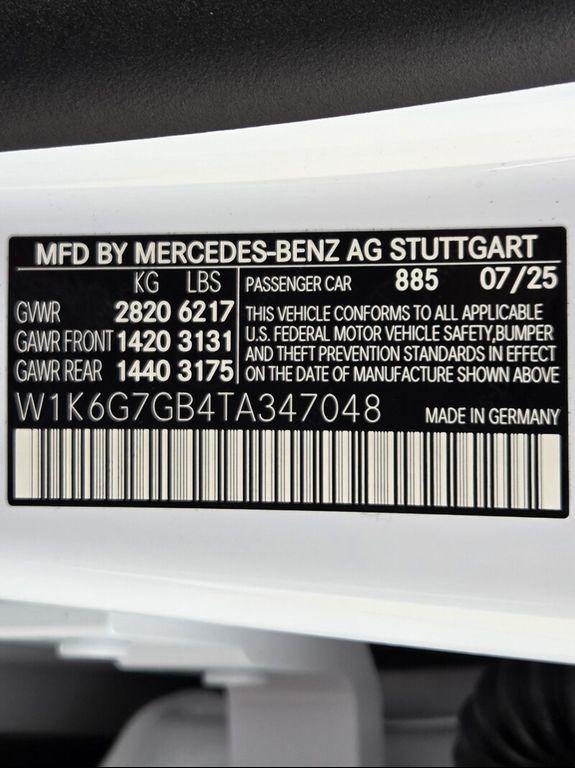 MFD BY MERCEDES-BENZ AG STUTTGART
KG LBS
GVWR 2820 6217
GAWR FRONT 1420 3131
GAWR REAR 1440 3175
PASSENGER CAR 885 07/25
THIS VEHICLE CONFORMS TO ALL APPLICABLE
U.S. FEDERAL MOTOR VEHICLE SAFETY,BUMPER
AND THEFT PREVENTION STANDARDS IN EFFECT
ON THE DATE OF MANUFACTURE SHOWN ABOVE
W1K6G7GB4TA347048
MADE IN GERMANY